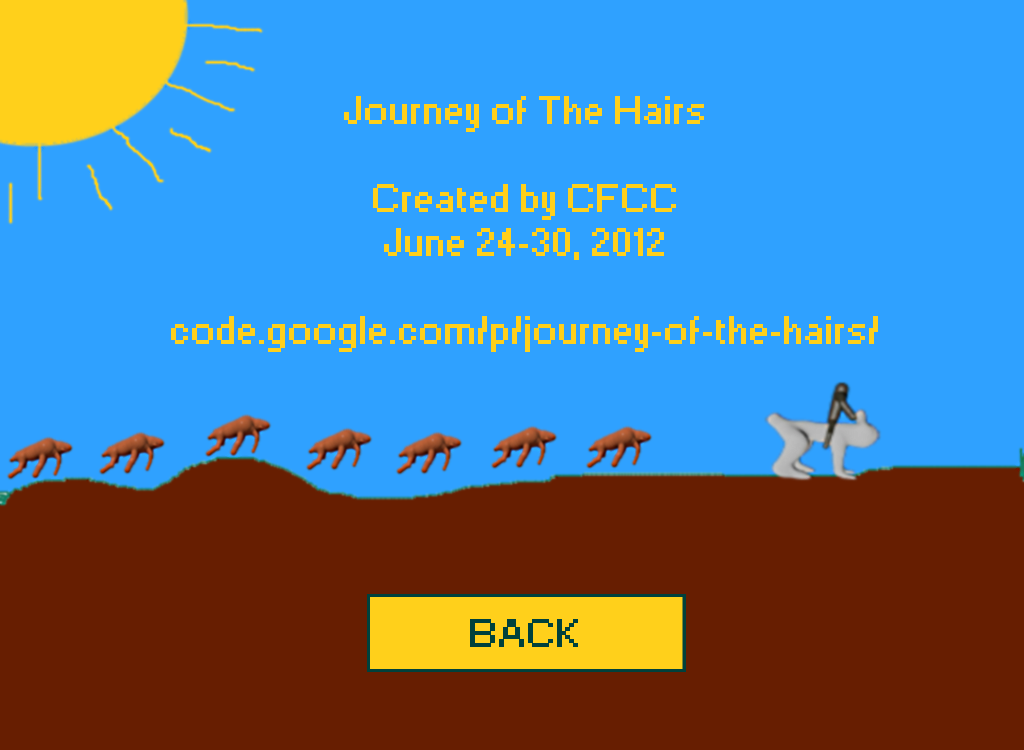 Journey of The Hairs
Created by CFCC
June 24-30, 2012
code.google.com/p/journey-of-the-hairs/
BACK